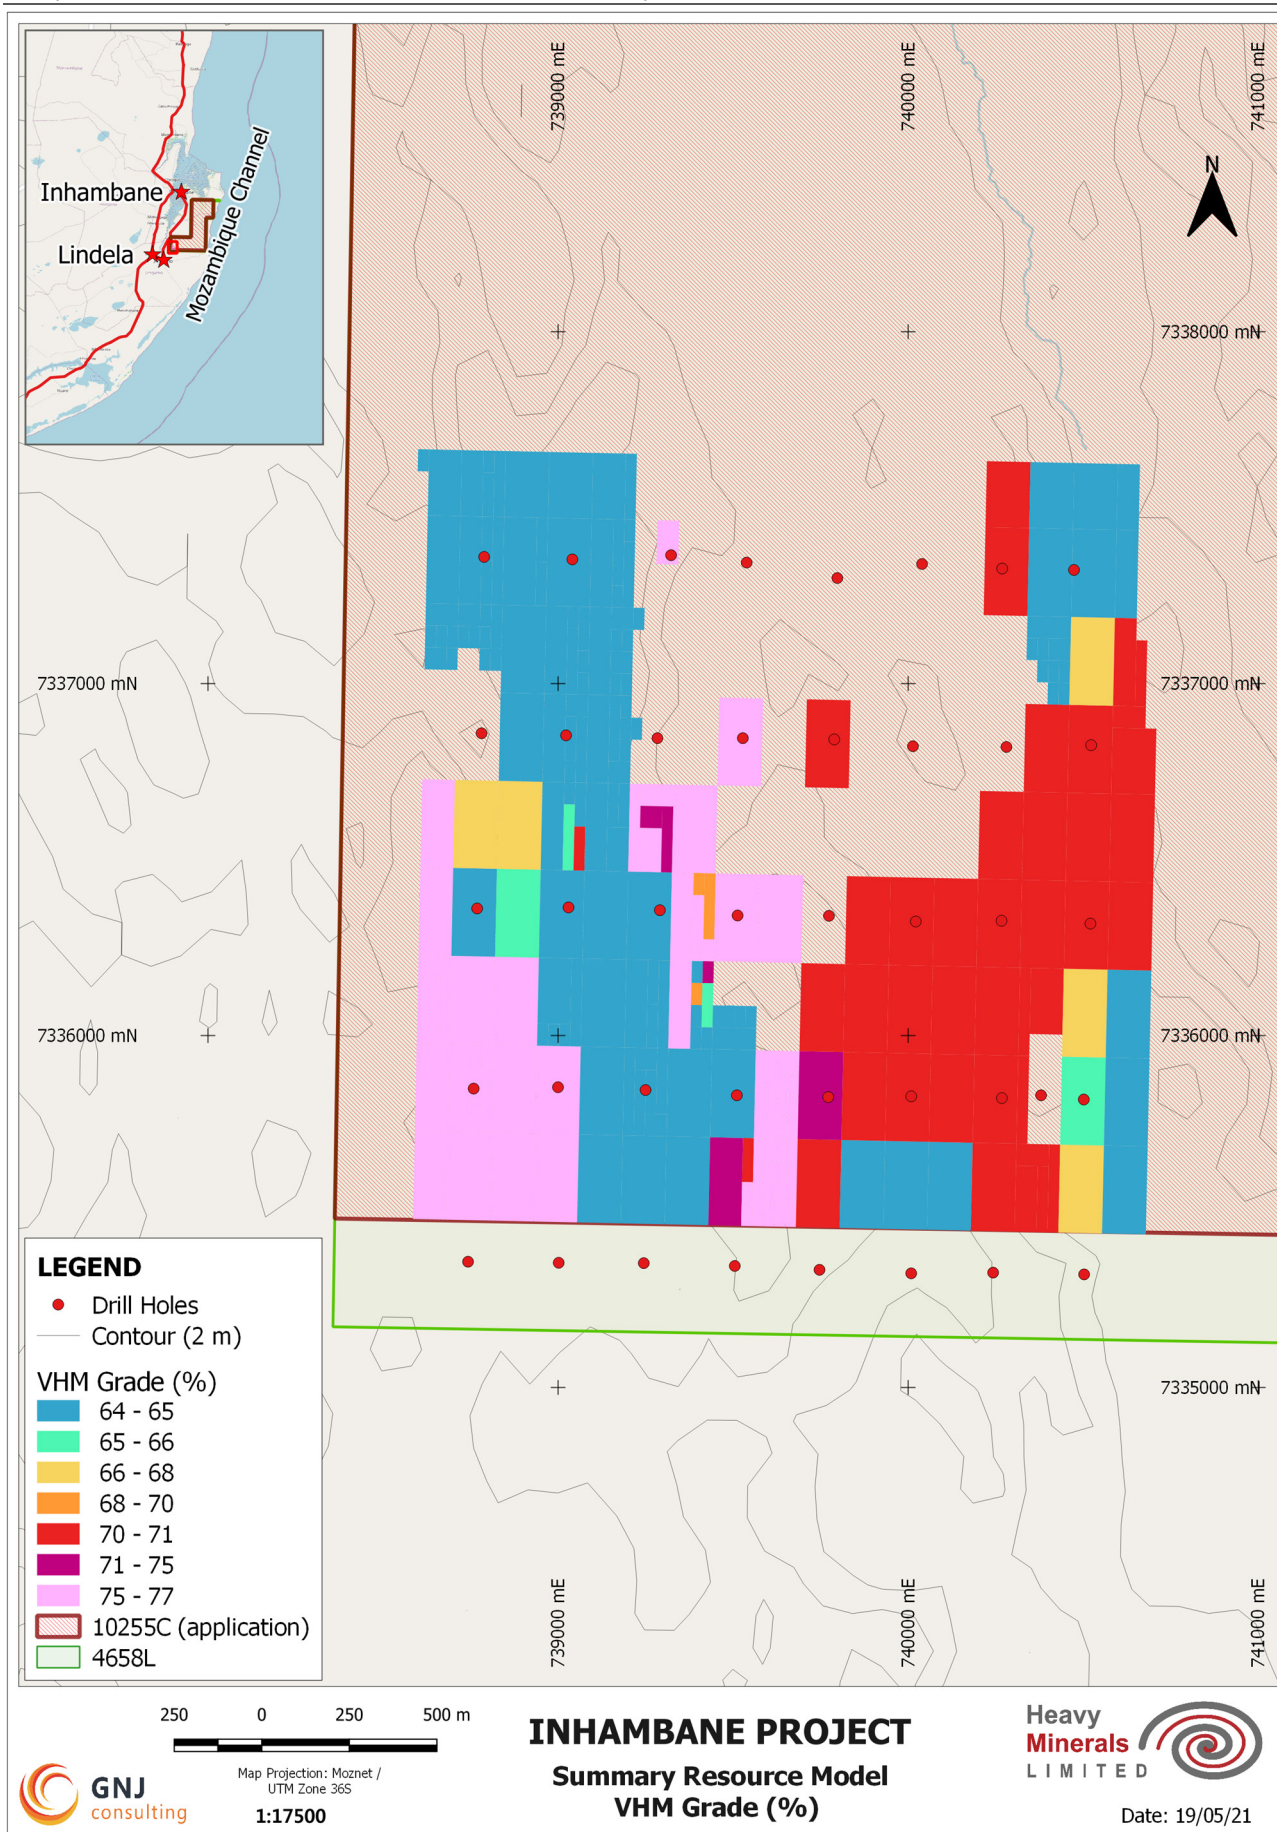 739000 mE
740000 mE
741000 mE
Inhambane
Lindela
Mozambique Channel
N
7338000 mN
7337000 mN
7337000 mN
7336000 mN
7336000 mN
7335000 mN
739000 mE
740000 mE
741000 mE
LEGEND
Drill Holes
Contour (2 m)
VHM Grade (%)
64 - 65
65 - 66
66 - 68
68 - 70
70 - 71
71 - 75
75 - 77
10255C (application)
4658L
250 0 250 500 m
Map Projection: Moznet /
UTM Zone 36S
1:17500
GNJ
consulting
INHAMBANE PROJECT
Summary Resource Model
VHM Grade (%)
Heavy
Minerals
LIMITED
Date: 19/05/21